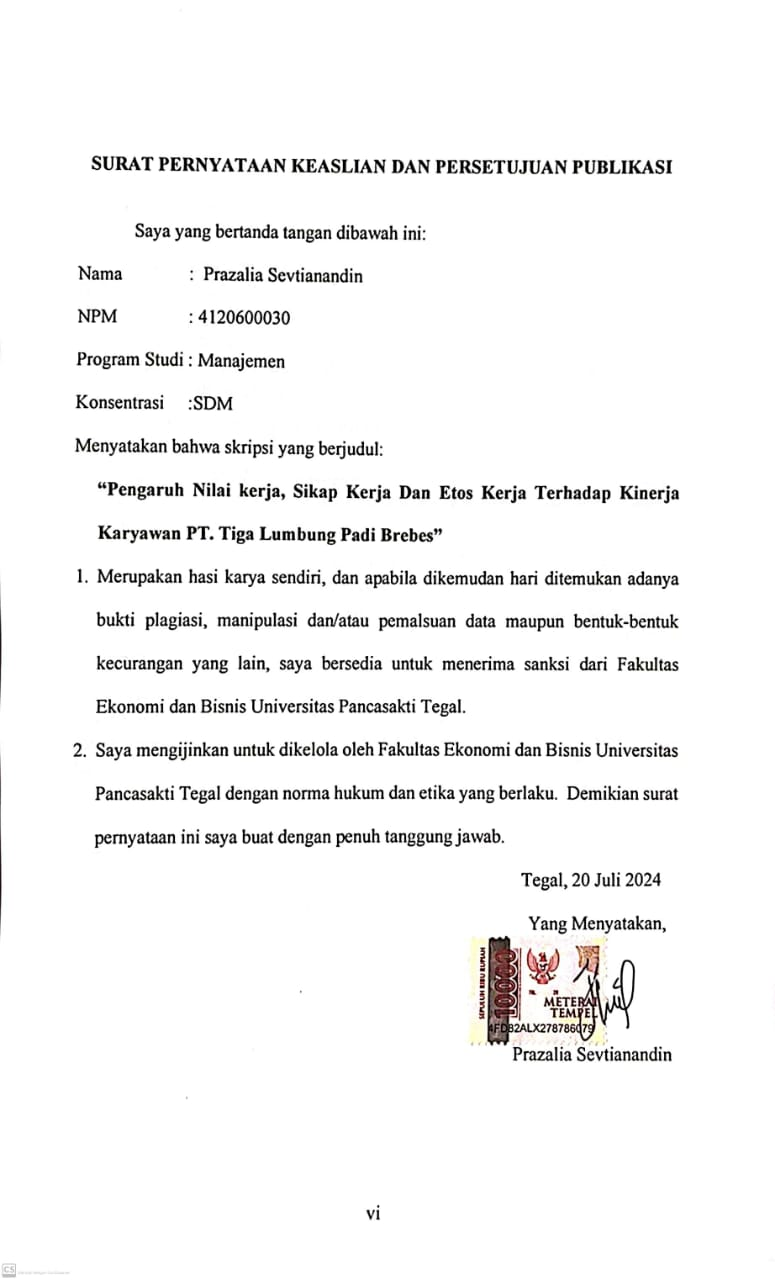 SURAT PERNYATAAN KEASLIAN DAN PERSETUJUAN PUBLIKASI
Saya yang bertanda tangan dibawah ini:
Nama : Prazalia Sevtianandin
NPM : 4120600030
Program Studi : Manajemen
Konsentrasi :SDM
Menyatakan bahwa skripsi yang berjudul:
“Pengaruh Nilai kerja, Sikap Kerja Dan Etos Kerja Terhadap Kinerja
Karyawan PT. Tiga Lumbung Padi Brebes”
1. Merupakan hasi karya sendiri, dan apabila dikemudan hari ditemukan adanya
bukti plagiasi, manipulasi dan/atau pemalsuan data maupun bentuk-bentuk
kecurangan yang lain, saya bersedia untuk menerima sanksi dari Fakultas
Ekonomi dan Bisnis Universitas Pancasakti Tegal.
2. Saya mengijinkan untuk dikelola oleh Fakultas Ekonomi dan Bisnis Universitas
Pancasakti Tegal dengan norma hukum dan etika yang berlaku. Demikian surat
pernyataan ini saya buat dengan penuh tanggung jawab.
Tegal, 20 Juli 2024
Yang Menyatakan,
SEPULUH RIBU RUPIAH
10000
METERAI
TEMPEL
4FD82ALX278786079
Prazalia Sevtianandin
vi
CS